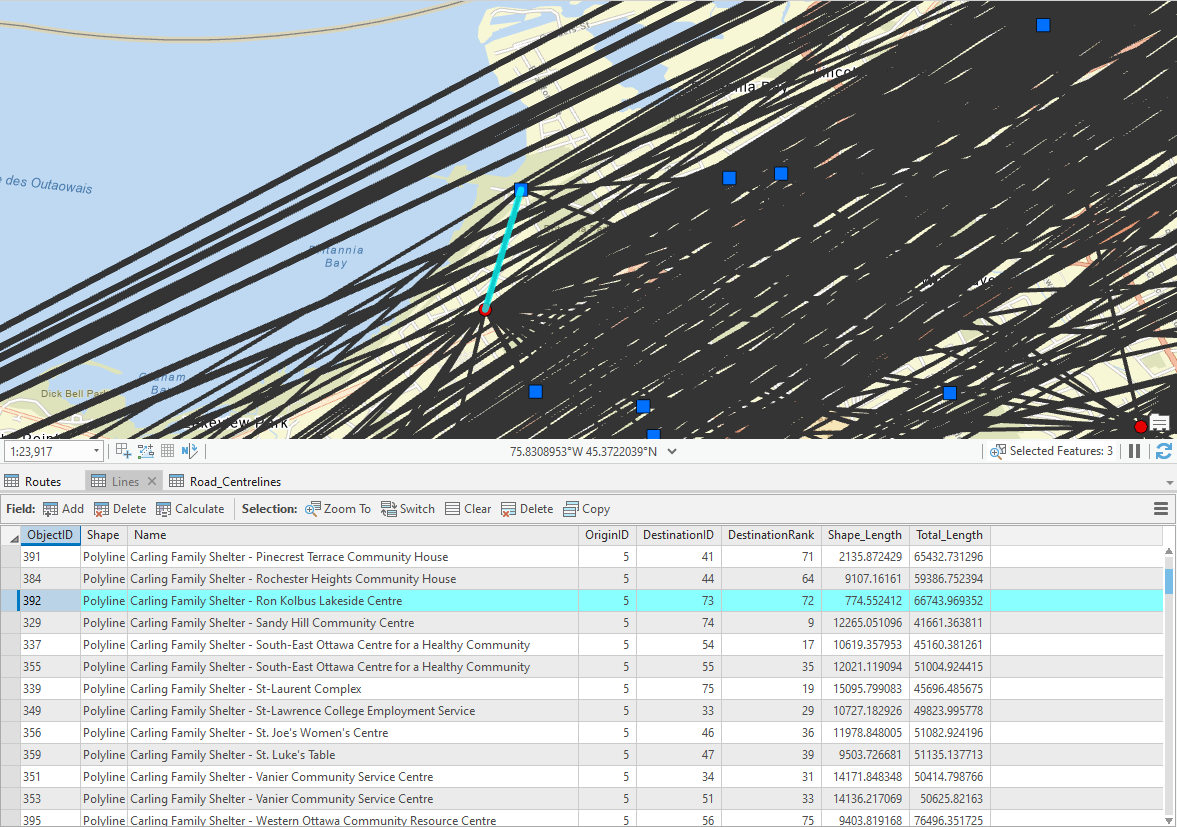 e des Outaowais
Britannia
Bay
Graham
Bay
Dick Bell Park
Lakeview Park
1:23,917
75.8308953°W 45.3722039°N
Selected Features: 3
Routes Lines Road_Centrelines
Field: Add Delete Calculate Selection: Zoom To Switch Clear Delete Copy
ObjectID Shape Name OriginID DestinationID DestinationRank Shape_Length Total_Length
391 Polyline Carling Family Shelter - Pinecrest Terrace Community House 5 41 71 2135.872429 65432.731296
384 Polyline Carling Family Shelter - Rochester Heights Community House 5 44 64 9107.16161 59386.752394
392 Polyline Carling Family Shelter - Ron Kolbus Lakeside Centre 5 73 72 774.552412 66743.969352
329 Polyline Carling Family Shelter - Sandy Hill Community Centre 5 74 9 12265.051096 41661.363811
337 Polyline Carling Family Shelter - South-East Ottawa Centre for a Healthy Community 5 54 17 10619.357953 45160.381261
355 Polyline Carling Family Shelter - South-East Ottawa Centre for a Healthy Community 5 55 35 12021.119094 51004.924415
339 Polyline Carling Family Shelter - St-Laurent Complex 5 75 19 15095.799083 45696.485675
349 Polyline Carling Family Shelter - St-Lawrence College Employment Service 5 33 29 10727.182926 49823.995778
356 Polyline Carling Family Shelter - St. Joe's Women's Centre 5 46 36 11978.848005 51082.924196
359 Polyline Carling Family Shelter - St. Luke's Table 5 47 39 9503.726681 51135.137713
351 Polyline Carling Family Shelter - Vanier Community Service Centre 5 34 31 14171.848348 50414.798766
353 Polyline Carling Family Shelter - Vanier Community Service Centre 5 51 33 14136.217069 50625.82163
395 Polyline Carling Family Shelter - Western Ottawa Community Resource Centre 5 56 75 9403.819168 76496.351725